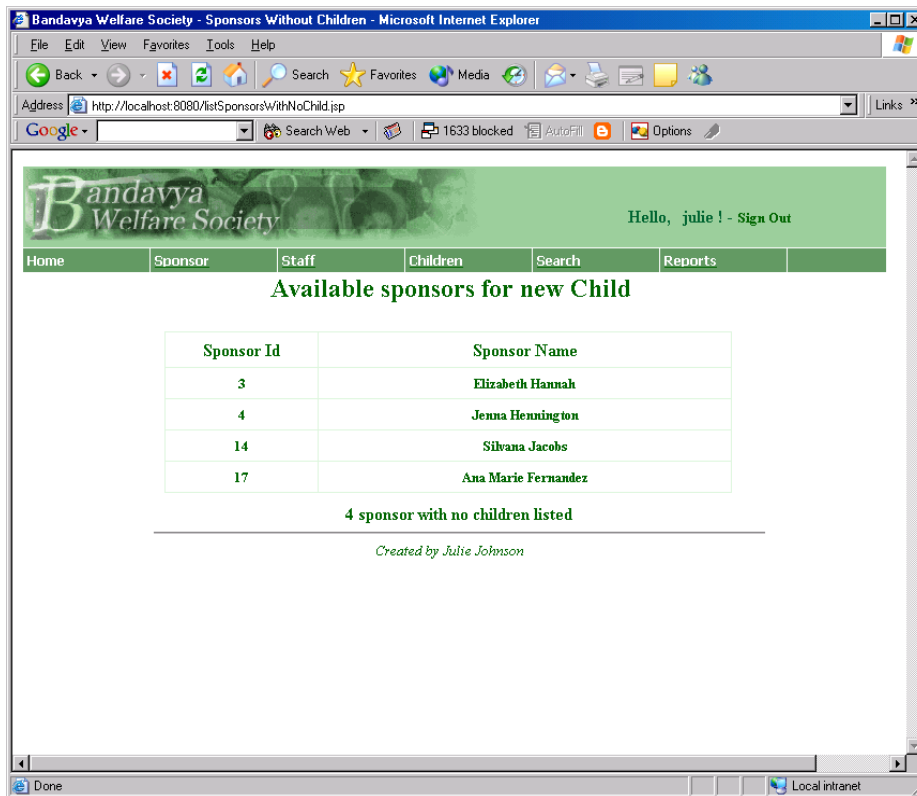 Bandavya Welfare Society - Sponsors Without Children - Microsoft Internet Explorer
File Edit View Favorites Tools Help
Back Search Favorites Media
Address http://localhost:8080/listSponsorsWithNoChild.jsp Links »
Google Search Web 1633 blocked AutoFill Options
Bandavya
Welfare Society
Hello, julie ! - Sign Out
Home Sponsor Staff Children Search Reports
Available sponsors for new Child
Sponsor Id Sponsor Name
3 Elizabeth Hannah
4 Jenna Hennington
14 Silvana Jacobs
17 Ana Marie Fernandez
4 sponsor with no children listed
Created by Julie Johnson
Done Local intranet